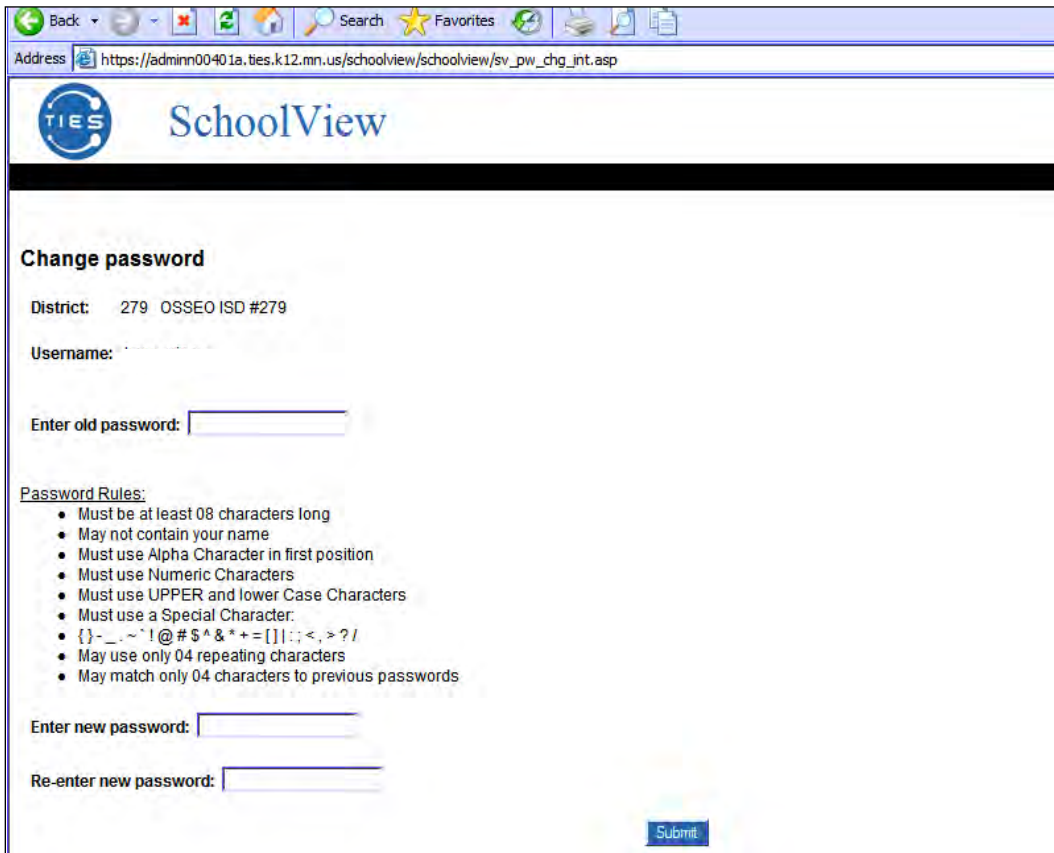 Back Search Favorites
Address https://adminn00401a.ties.k12.mn.us/schoolview/schoolview/sv_pw_chg_int.asp
TIES SchoolView
Change password
District: 279 OSSEO ISD #279
Username:
Enter old password:
Password Rules:
• Must be at least 08 characters long
• May not contain your name
• Must use Alpha Character in first position
• Must use Numeric Characters
• Must use UPPER and lower Case Characters
• Must use a Special Character:
• { } - _ . ~ ` ! @ # $ ^ & * + = [ ] | : ; < , > ? /
• May use only 04 repeating characters
• May match only 04 characters to previous passwords
Enter new password:
Re-enter new password:
Submit